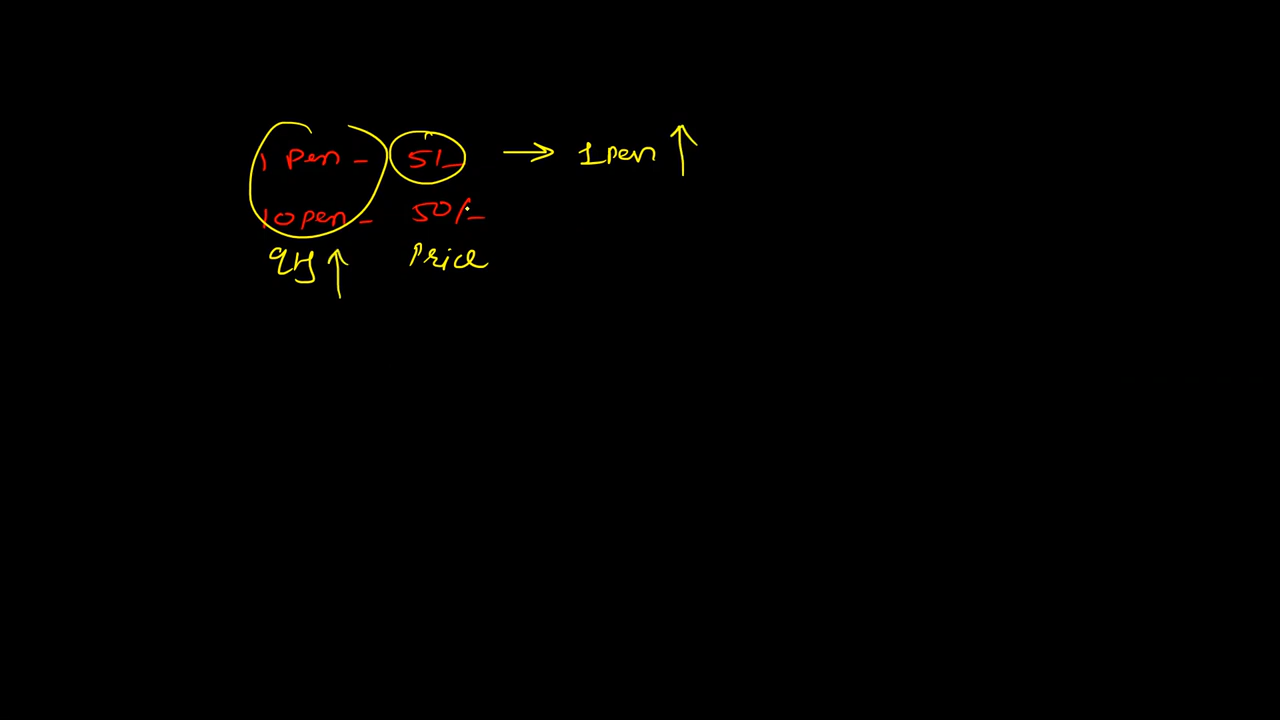 1 pen - 5/- → 1 pen ↑
10 pen - 50/-
qty ↑ Price